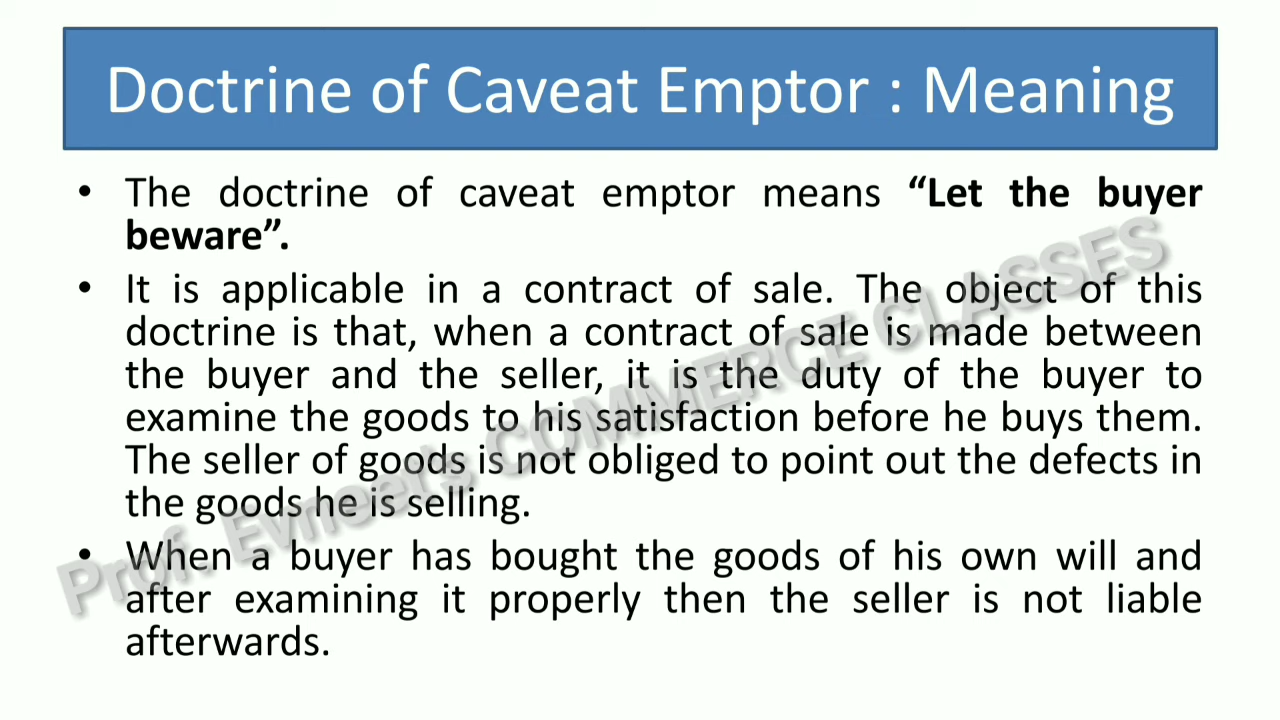 Doctrine of Caveat Emptor : Meaning
• The doctrine of caveat emptor means “Let the buyer
beware”.
• It is applicable in a contract of sale. The object of this
doctrine is that, when a contract of sale is made between
the buyer and the seller, it is the duty of the buyer to
examine the goods to his satisfaction before he buys them.
The seller of goods is not obliged to point out the defects in
the goods he is selling.
• When a buyer has bought the goods of his own will and
after examining it properly then the seller is not liable
afterwards.
Prof. Evneet's COMMERCE CLASSES